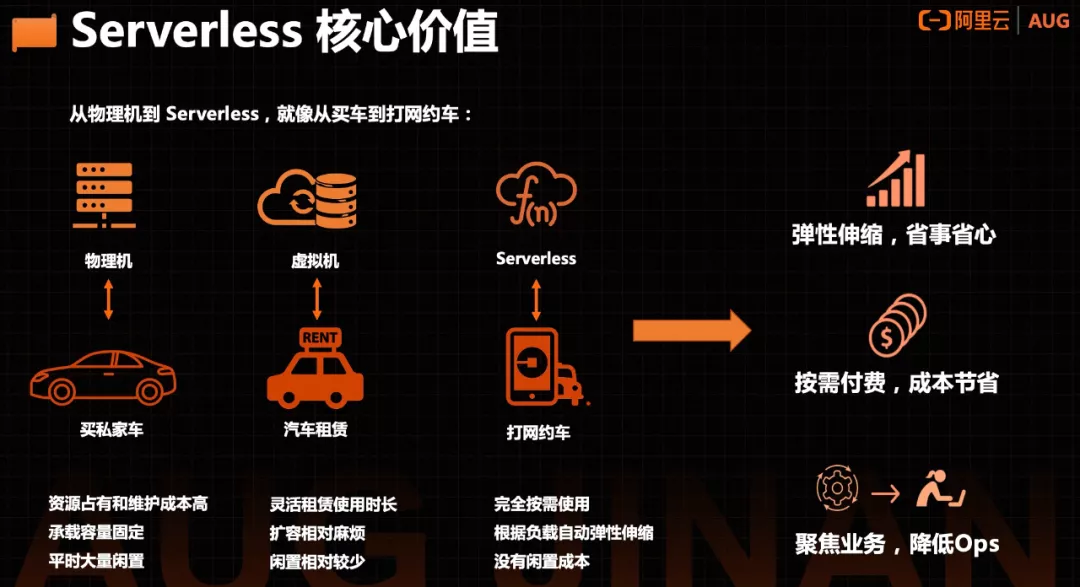 Serverless 核心价值
阿里云 | AUG
从物理机到 Serverless，就像从买车到打网约车：
f(n)
物理机
虚拟机
Serverless
RENT
$
买私家车
汽车租赁
打网约车
资源占有和维护成本高
承载容量固定
平时大量闲置
灵活租赁使用时长
扩容相对麻烦
闲置相对较少
完全按需使用
根据负载自动弹性伸缩
没有闲置成本
弹性伸缩，省事省心
按需付费，成本节省
聚焦业务，降低Ops
AUG JINAN